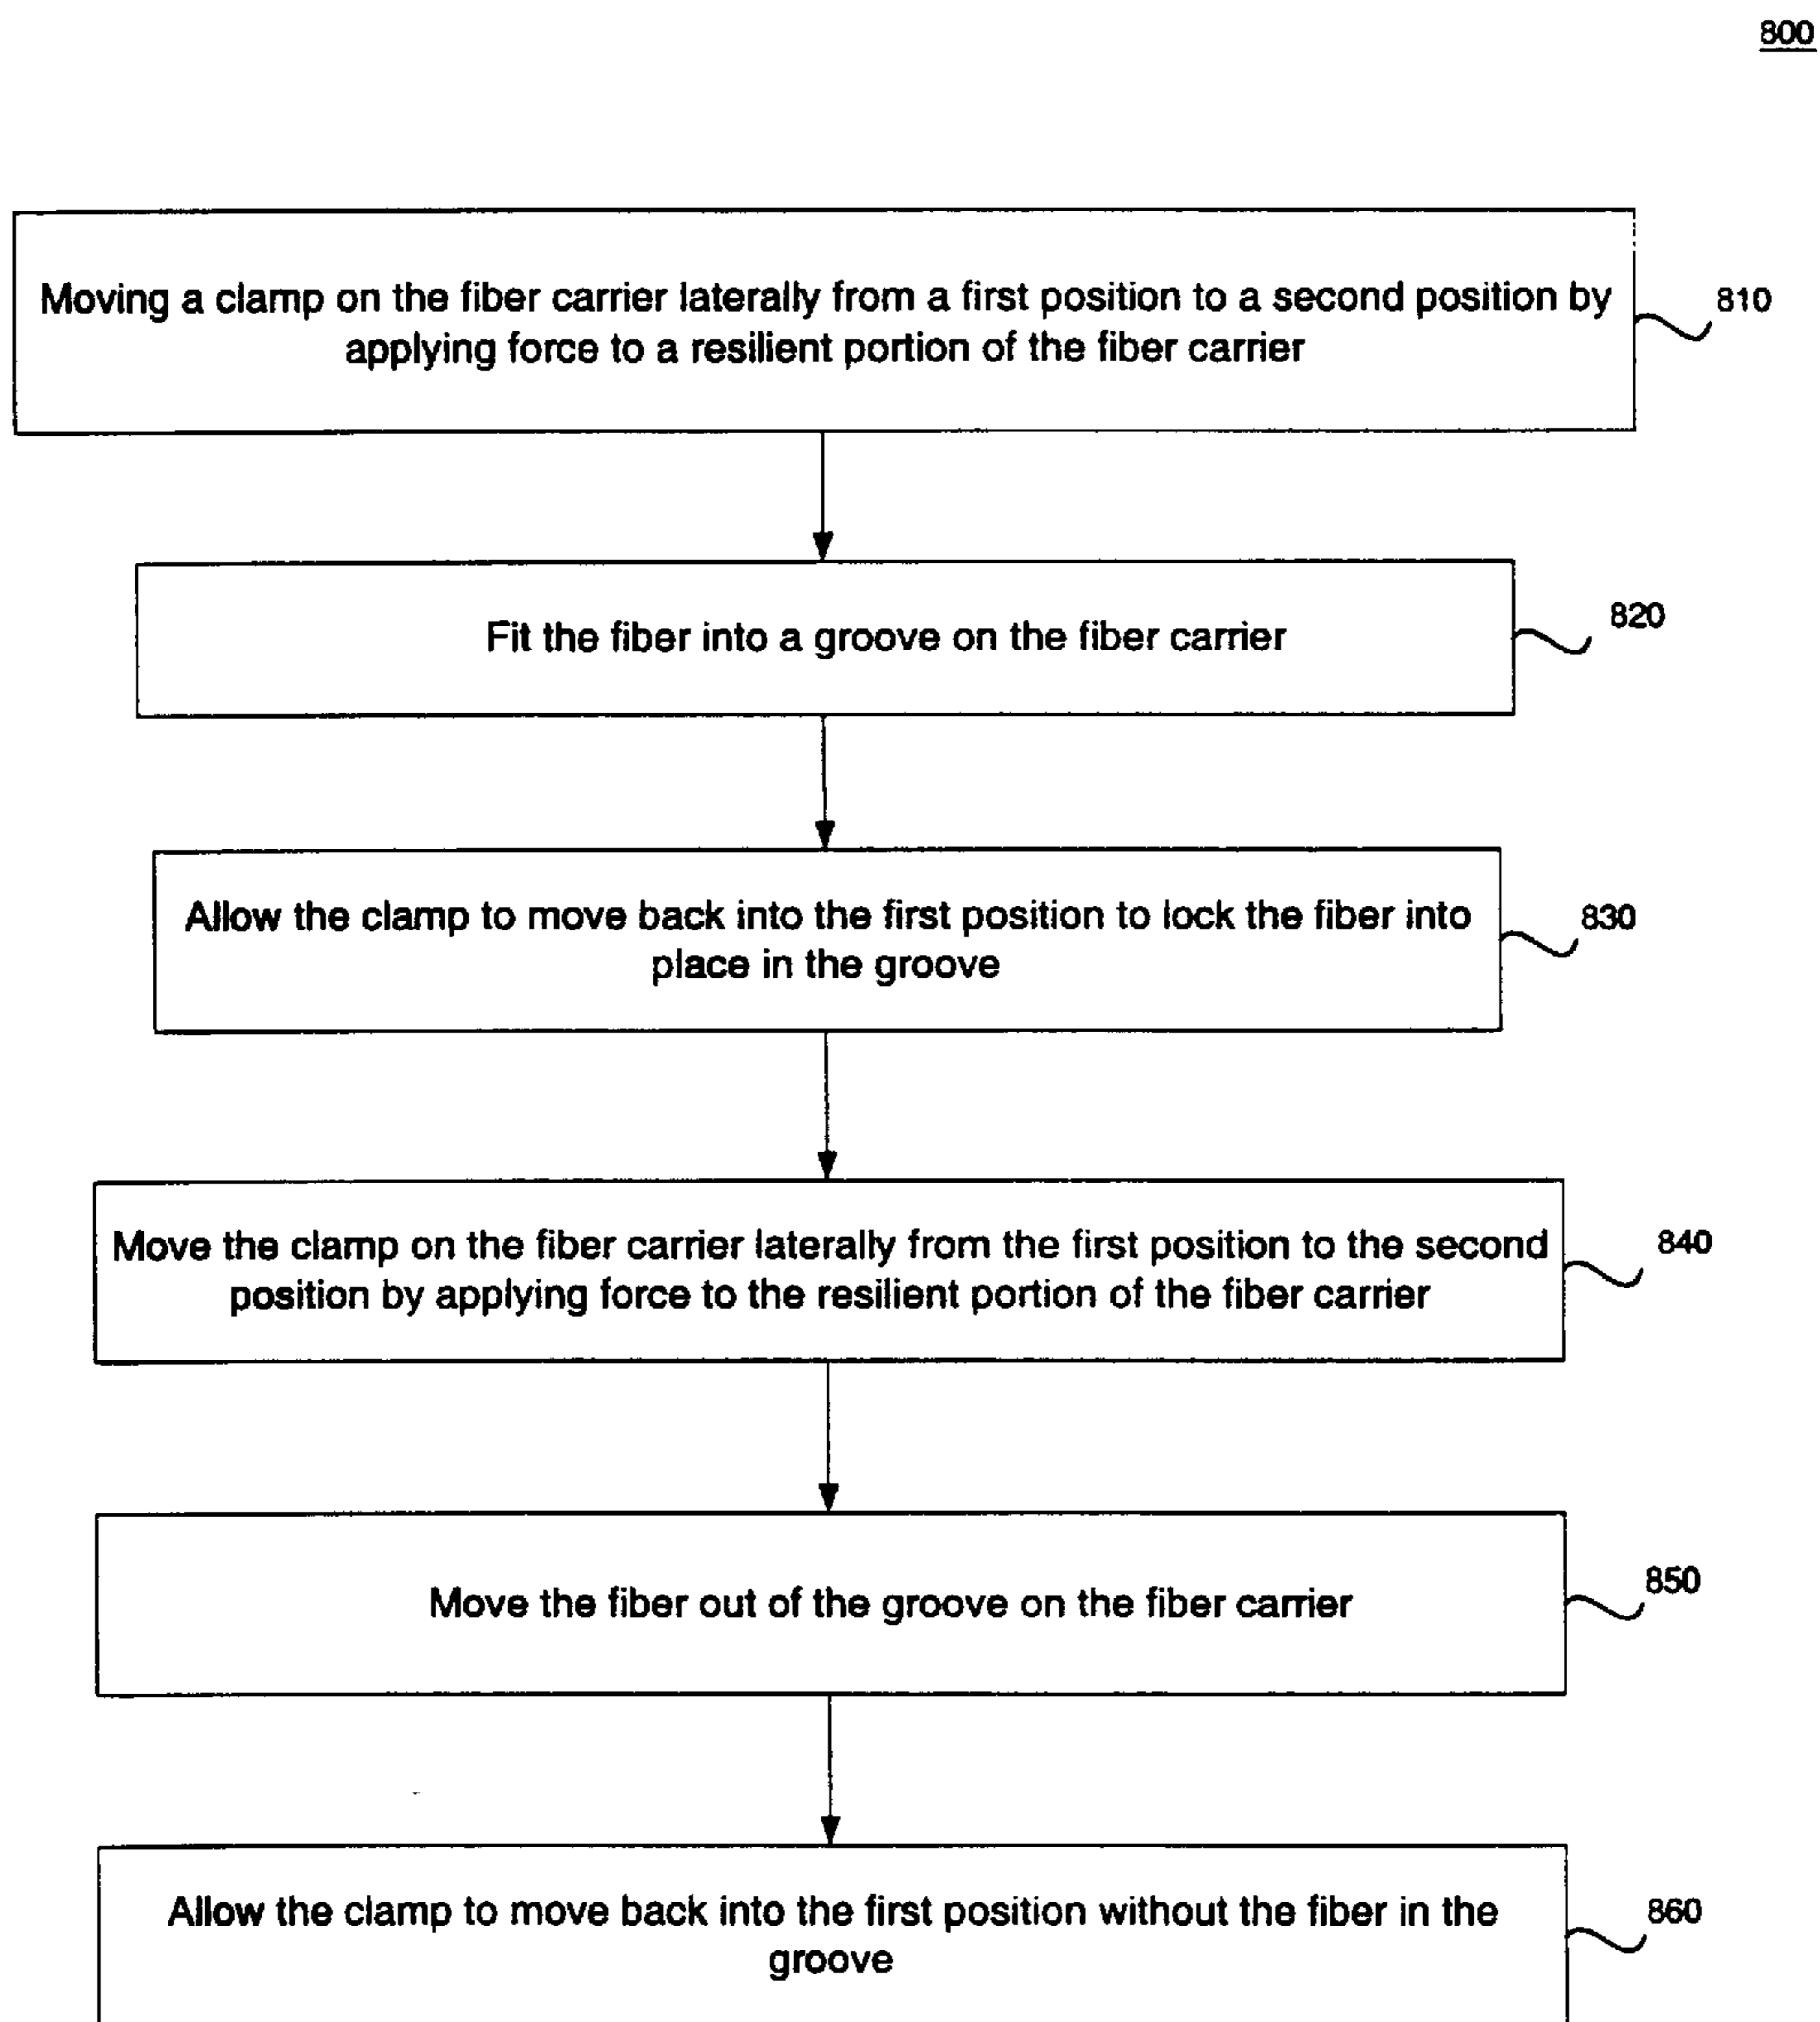 800
Moving a clamp on the fiber carrier laterally from a first position to a second position by
applying force to a resilient portion of the fiber carrier
810
Fit the fiber into a groove on the fiber carrier
820
Allow the clamp to move back into the first position to lock the fiber into
place in the groove
830
Move the clamp on the fiber carrier laterally from the first position to the second
position by applying force to the resilient portion of the fiber carrier
840
Move the fiber out of the groove on the fiber carrier
850
Allow the clamp to move back into the first position without the fiber in the
groove
860